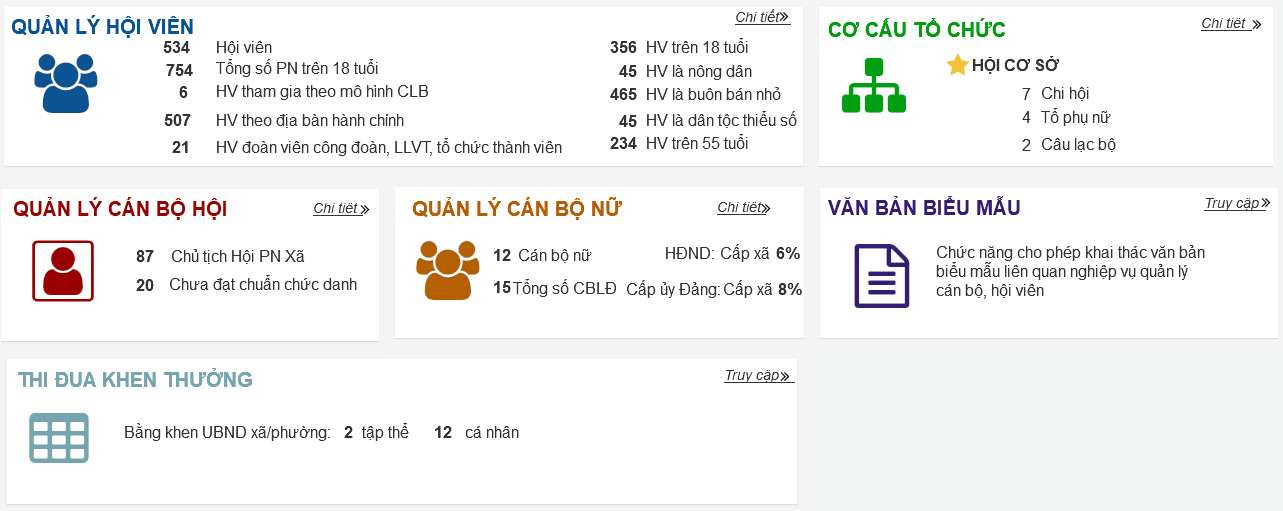 QUẢN LÝ HỘI VIÊN
Chi tiết
534 Hội viên
754 Tổng số PN trên 18 tuổi
6 HV tham gia theo mô hình CLB
507 HV theo địa bàn hành chính
21 HV đoàn viên công đoàn, LLVT, tổ chức thành viên
356 HV trên 18 tuổi
45 HV là nông dân
465 HV là buôn bán nhỏ
45 HV là dân tộc thiểu số
234 HV trên 55 tuổi
CƠ CẤU TỔ CHỨC
Chi tiết
HỘI CƠ SỞ
7 Chi hội
4 Tổ phụ nữ
2 Câu lạc bộ
QUẢN LÝ CÁN BỘ HỘI
Chi tiết
87 Chủ tịch Hội PN Xã
20 Chưa đạt chuẩn chức danh
QUẢN LÝ CÁN BỘ NỮ
Chi tiết
12 Cán bộ nữ
HĐND: Cấp xã 6%
15 Tổng số CBLĐ
Cấp ủy Đảng: Cấp xã 8%
VĂN BẢN BIỂU MẪU
Truy cập
Chức năng cho phép khai thác văn bản
biểu mẫu liên quan nghiệp vụ quản lý
cán bộ, hội viên
THI ĐUA KHEN THƯỞNG
Truy cập
Bằng khen UBND xã/phường: 2 tập thể 12 cá nhân